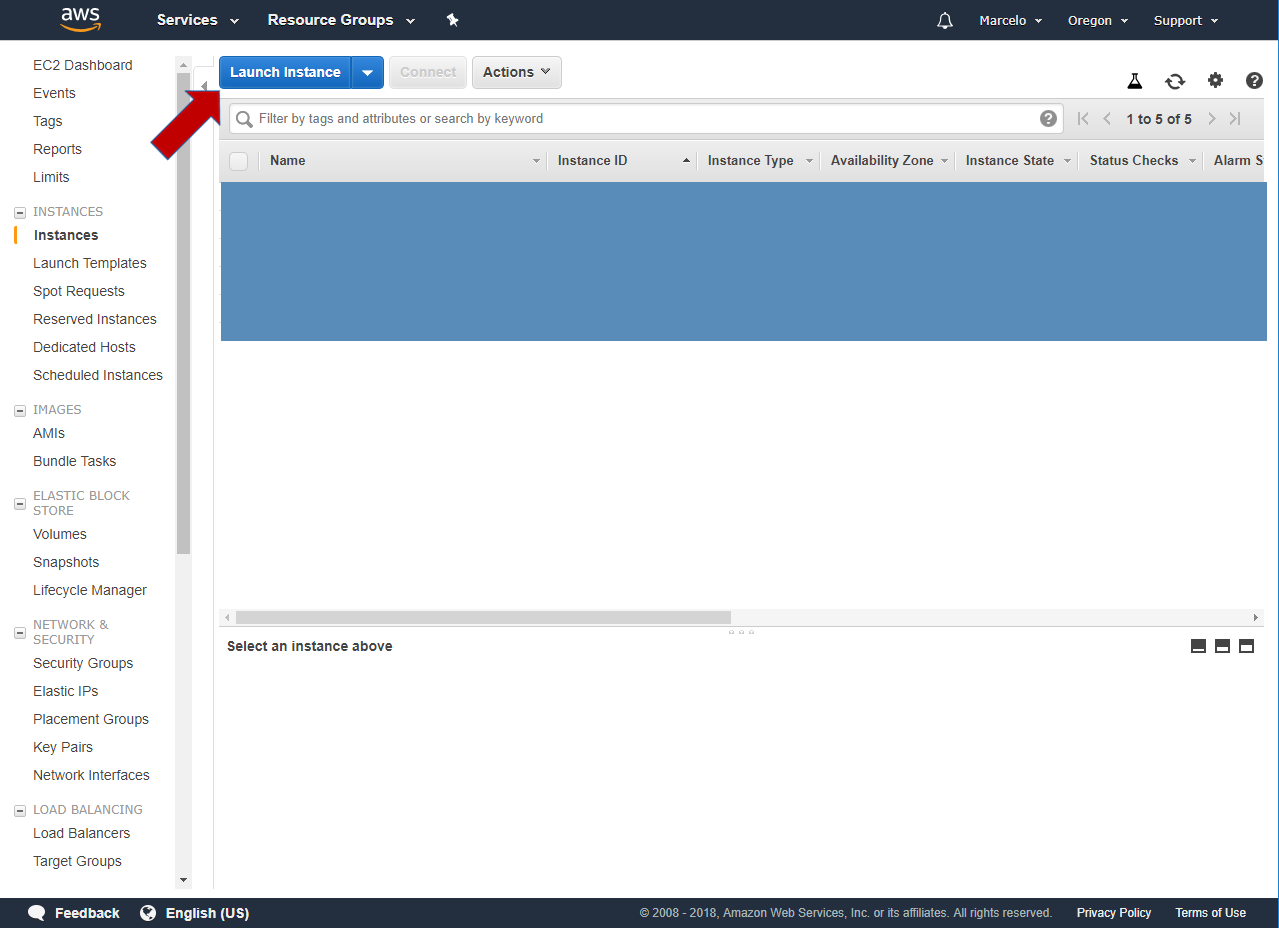 aws Services Resource Groups Marcelo Oregon Support
EC2 Dashboard
Events
Tags
Reports
Limits
INSTANCES
Instances
Launch Templates
Spot Requests
Reserved Instances
Dedicated Hosts
Scheduled Instances
IMAGES
AMIs
Bundle Tasks
ELASTIC BLOCK
STORE
Volumes
Snapshots
Lifecycle Manager
NETWORK &
SECURITY
Security Groups
Elastic IPs
Placement Groups
Key Pairs
Network Interfaces
LOAD BALANCING
Load Balancers
Target Groups
Launch Instance Connect Actions
Filter by tags and attributes or search by keyword 1 to 5 of 5
Name Instance ID Instance Type Availability Zone Instance State Status Checks Alarm S
Select an instance above
Feedback English (US) © 2008 - 2018, Amazon Web Services, Inc. or its affiliates. All rights reserved. Privacy Policy Terms of Use